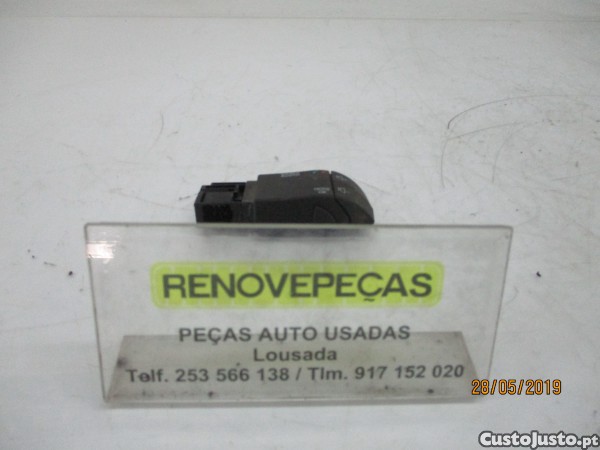 RENOVEPEÇAS
PEÇAS AUTO USADAS
Lousada
Telf. 253 566 138 / Tlm. 917 152 020
28/05/2019
CustoJusto.pt